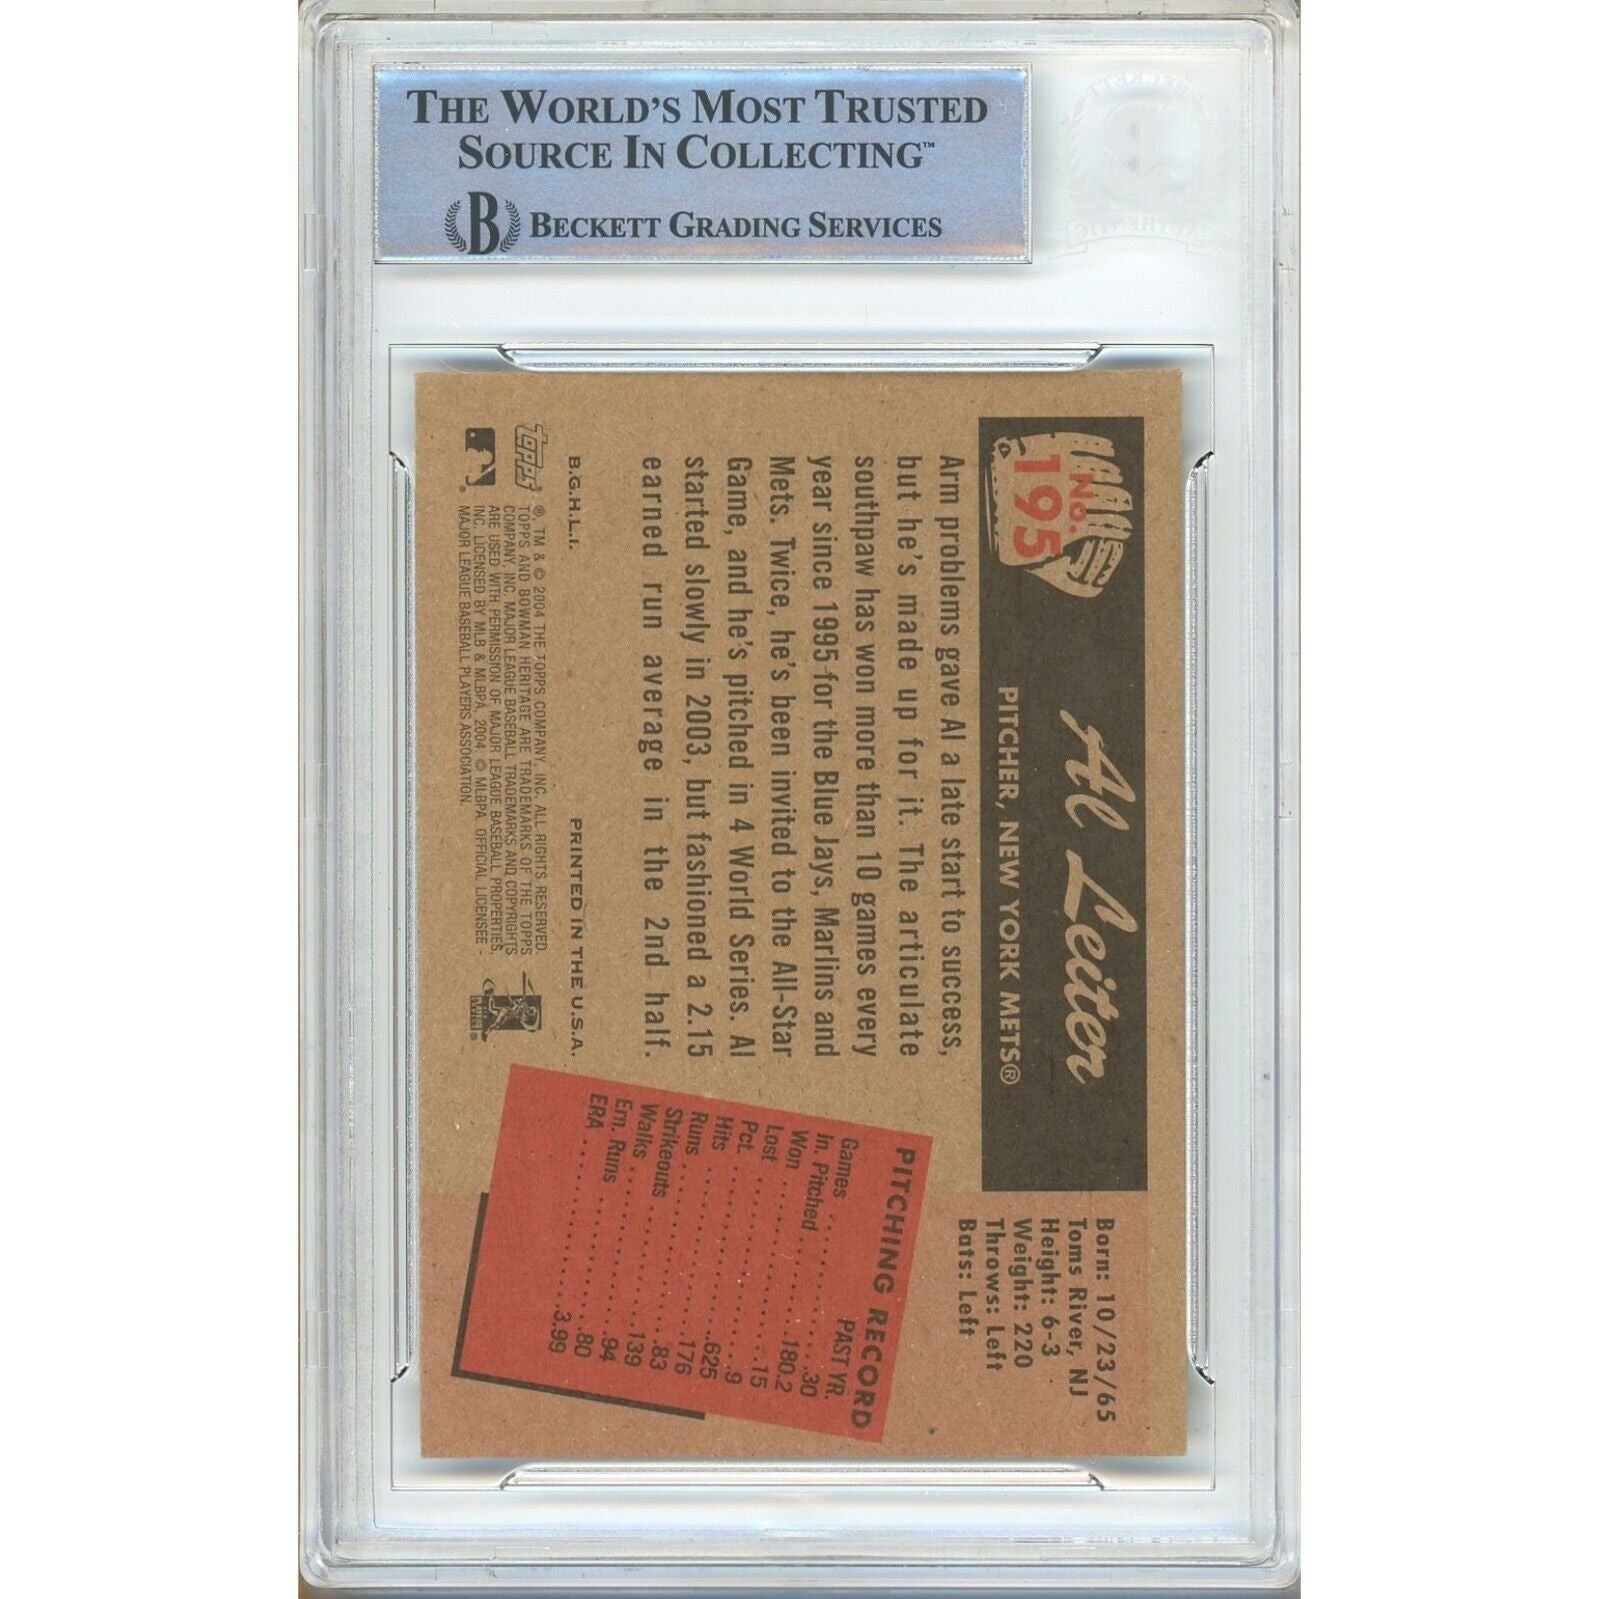 THE WORLD'S MOST TRUSTED
SOURCE IN COLLECTING™
B BECKETT GRADING SERVICES
BECKETT
B
AUTHENTIC
No.
195
Al Leiter
PITCHER, NEW YORK METS®
Born: 10/23/65
Toms River, NJ
Height: 6-3
Weight: 220
Throws: Left
Bats: Left
Arm problems gave Al a late start to success,
but he's made up for it. The articulate
southpaw has won more than 10 games every
year since 1995 for the Blue Jays, Marlins and
Mets. Twice, he's been invited to the All-Star
Game, and he's pitched in 4 World Series. Al
started slowly in 2003, but fashioned a 2.15
earned run average in the 2nd half.
PITCHING RECORD
PAST YR.
Games ........30
In. Pitched ........180.2
Won ........15
Lost ........9
Pct. .........625
Hits ........176
Runs ........83
Strikeouts ........139
Walks ........94
Ern. Runs ........80
ERA ........3.99
B.G.H.L.I. PRINTED IN THE U.S.A.
topps ®, TM & © 2004 THE TOPPS COMPANY, INC. ALL RIGHTS RESERVED.
TOPPS AND BOWMAN HERITAGE ARE TRADEMARKS OF THE TOPPS
COMPANY, INC. MAJOR LEAGUE BASEBALL TRADEMARKS AND COPYRIGHTS
ARE USED WITH PERMISSION OF MAJOR LEAGUE BASEBALL PROPERTIES,
INC. LICENSED BY MLB & MLBPA, 2004. © MLBPA. OFFICIAL LICENSEE -
MAJOR LEAGUE BASEBALL PLAYERS ASSOCIATION.